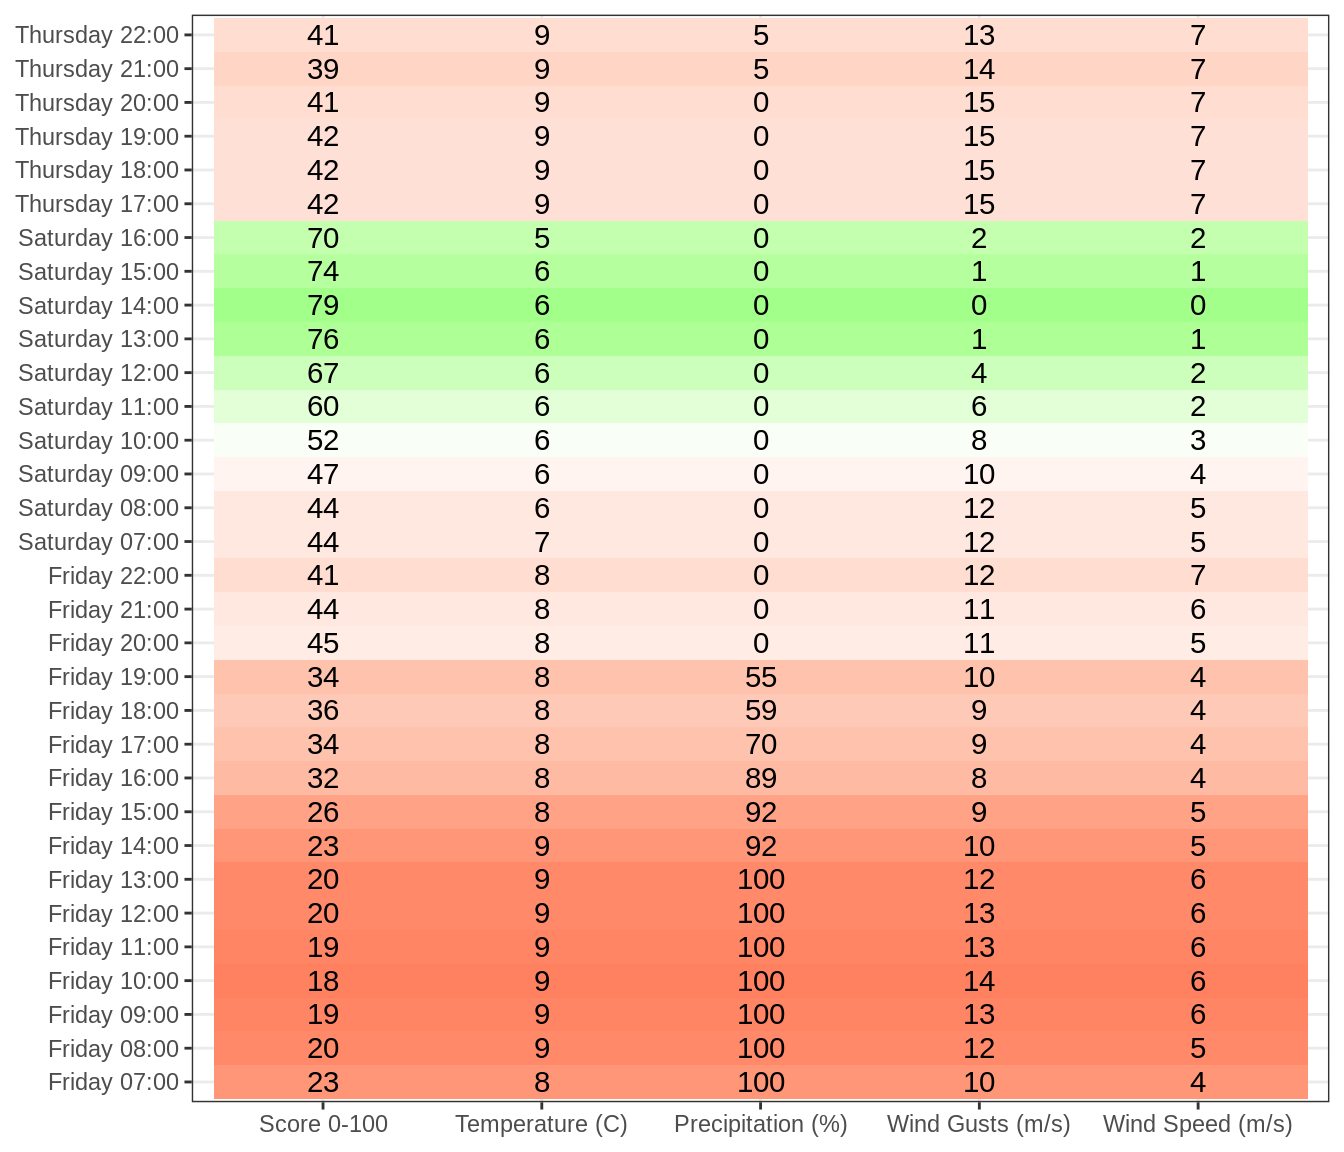 Thursday 22:00 41 9 5 13 7
Thursday 21:00 39 9 5 14 7
Thursday 20:00 41 9 0 15 7
Thursday 19:00 42 9 0 15 7
Thursday 18:00 42 9 0 15 7
Thursday 17:00 42 9 0 15 7
Saturday 16:00 70 5 0 2 2
Saturday 15:00 74 6 0 1 1
Saturday 14:00 79 6 0 0 0
Saturday 13:00 76 6 0 1 1
Saturday 12:00 67 6 0 4 2
Saturday 11:00 60 6 0 6 2
Saturday 10:00 52 6 0 8 3
Saturday 09:00 47 6 0 10 4
Saturday 08:00 44 6 0 12 5
Saturday 07:00 44 7 0 12 5
Friday 22:00 41 8 0 12 7
Friday 21:00 44 8 0 11 6
Friday 20:00 45 8 0 11 5
Friday 19:00 34 8 55 10 4
Friday 18:00 36 8 59 9 4
Friday 17:00 34 8 70 9 4
Friday 16:00 32 8 89 8 4
Friday 15:00 26 8 92 9 5
Friday 14:00 23 9 92 10 5
Friday 13:00 20 9 100 12 6
Friday 12:00 20 9 100 13 6
Friday 11:00 19 9 100 13 6
Friday 10:00 18 9 100 14 6
Friday 09:00 19 9 100 13 6
Friday 08:00 20 9 100 12 5
Friday 07:00 23 8 100 10 4
Score 0-100 Temperature (C) Precipitation (%) Wind Gusts (m/s) Wind Speed (m/s)